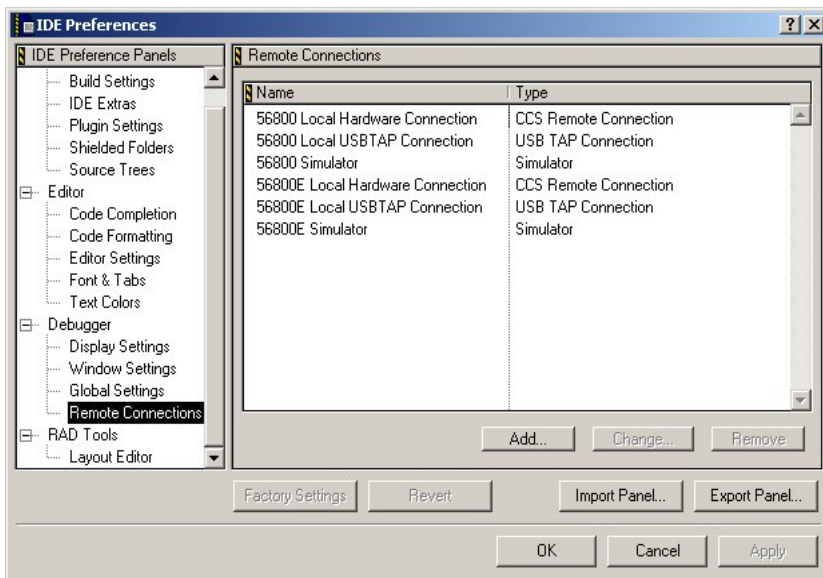 IDE Preferences
IDE Preference Panels
Build Settings
IDE Extras
Plugin Settings
Shielded Folders
Source Trees
Editor
Code Completion
Code Formatting
Editor Settings
Font & Tabs
Text Colors
Debugger
Display Settings
Window Settings
Global Settings
Remote Connections
RAD Tools
Layout Editor
Remote Connections
Name Type
56800 Local Hardware Connection CCS Remote Connection
56800 Local USBTAP Connection USB TAP Connection
56800 Simulator Simulator
56800E Local Hardware Connection CCS Remote Connection
56800E Local USBTAP Connection USB TAP Connection
56800E Simulator Simulator
Add... Change... Remove
Factory Settings Revert Import Panel... Export Panel...
OK Cancel Apply